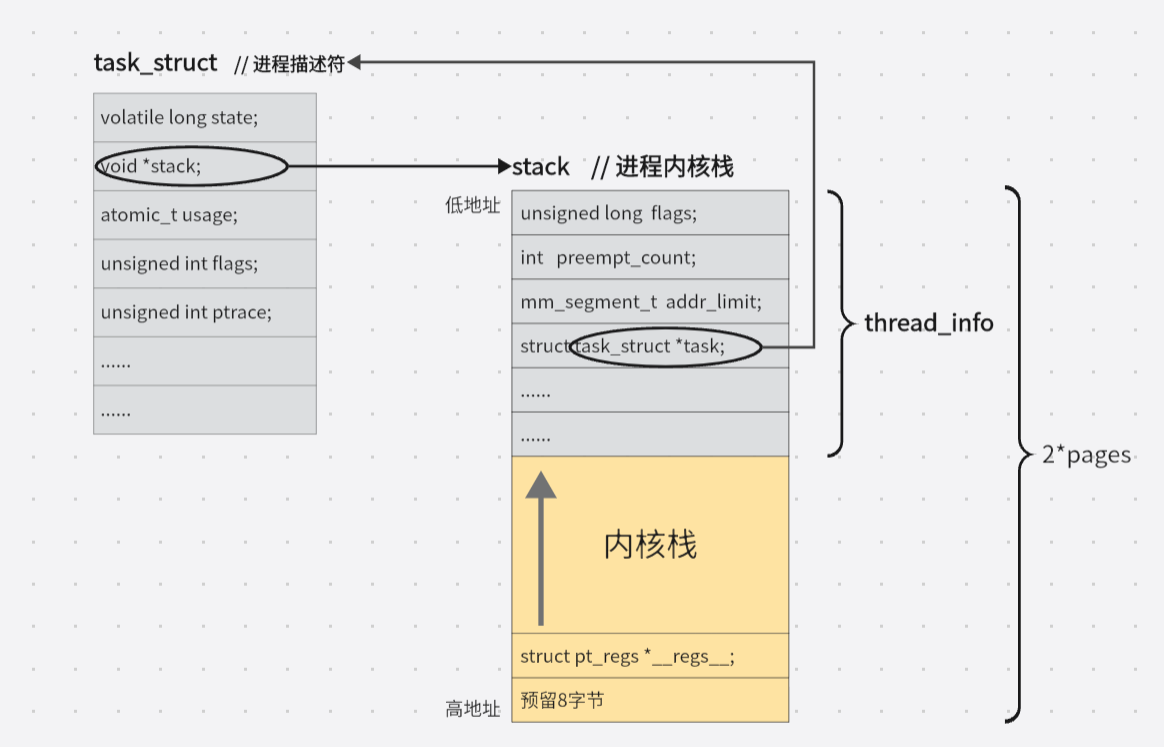 task_struct // 进程描述符
volatile long state;
void *stack;
atomic_t usage;
unsigned int flags;
unsigned int ptrace;
......
......
stack // 进程内核栈
低地址
unsigned long flags;
int preempt_count;
mm_segment_t addr_limit;
struct task_struct *task;
......
......
thread_info
2*pages
内核栈
struct pt_regs *__regs__;
预留8字节
高地址